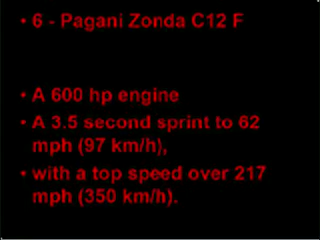 • 6 - Pagani Zonda C12 F
• A 600 hp engine
• A 3.5 second sprint to 62
mph (97 km/h),
• with a top speed over 217
mph (350 km/h).